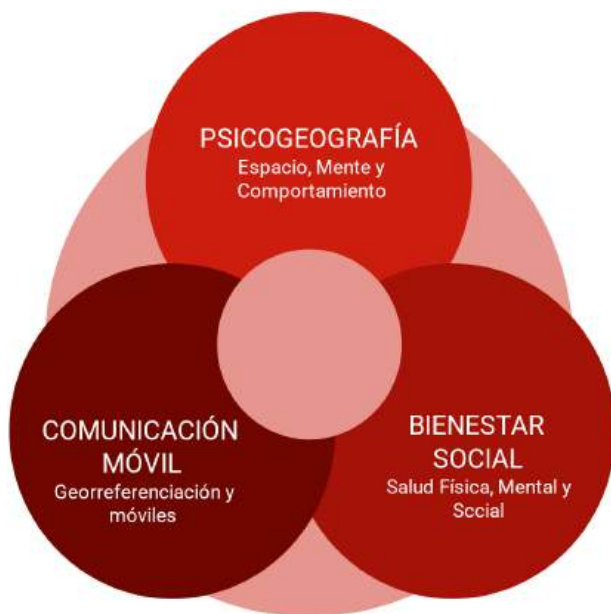 PSICOGEOGRAFÍA
Espacio, Mente y
Comportamiento
COMUNICACIÓN
MÓVIL
Georreferenciación y
móviles
BIENESTAR
SOCIAL
Salud Física, Mental y
Sccial